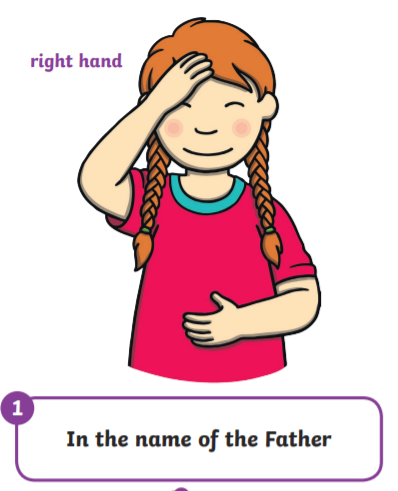 right hand
1
In the name of the Father